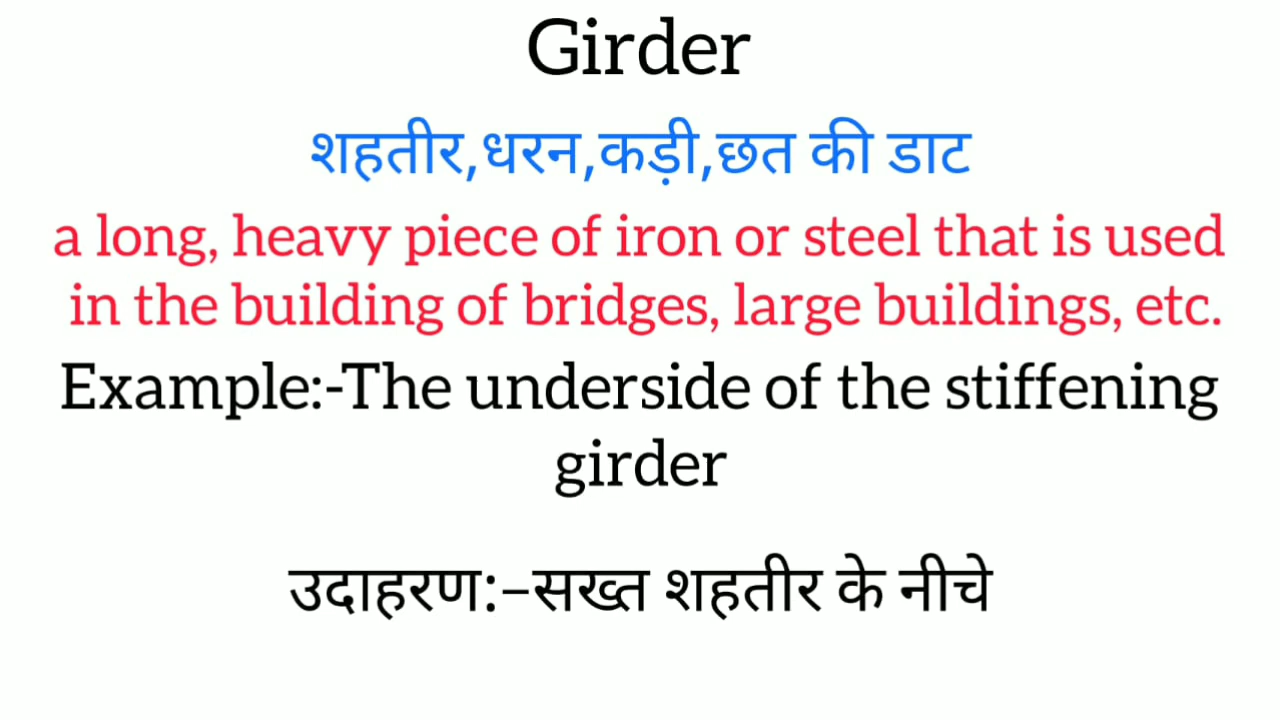 Girder
शहतीर,धरन,कड़ी,छत की डाट
a long, heavy piece of iron or steel that is used
in the building of bridges, large buildings, etc.
Example:-The underside of the stiffening
girder
उदाहरण:–सख्त शहतीर के नीचे